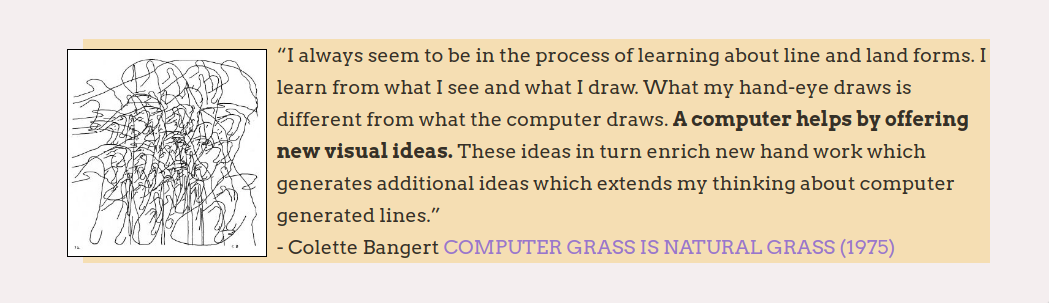 “I always seem to be in the process of learning about line and land forms. I
learn from what I see and what I draw. What my hand-eye draws is
different from what the computer draws. A computer helps by offering
new visual ideas. These ideas in turn enrich new hand work which
generates additional ideas which extends my thinking about computer
generated lines.”
- Colette Bangert COMPUTER GRASS IS NATURAL GRASS (1975)